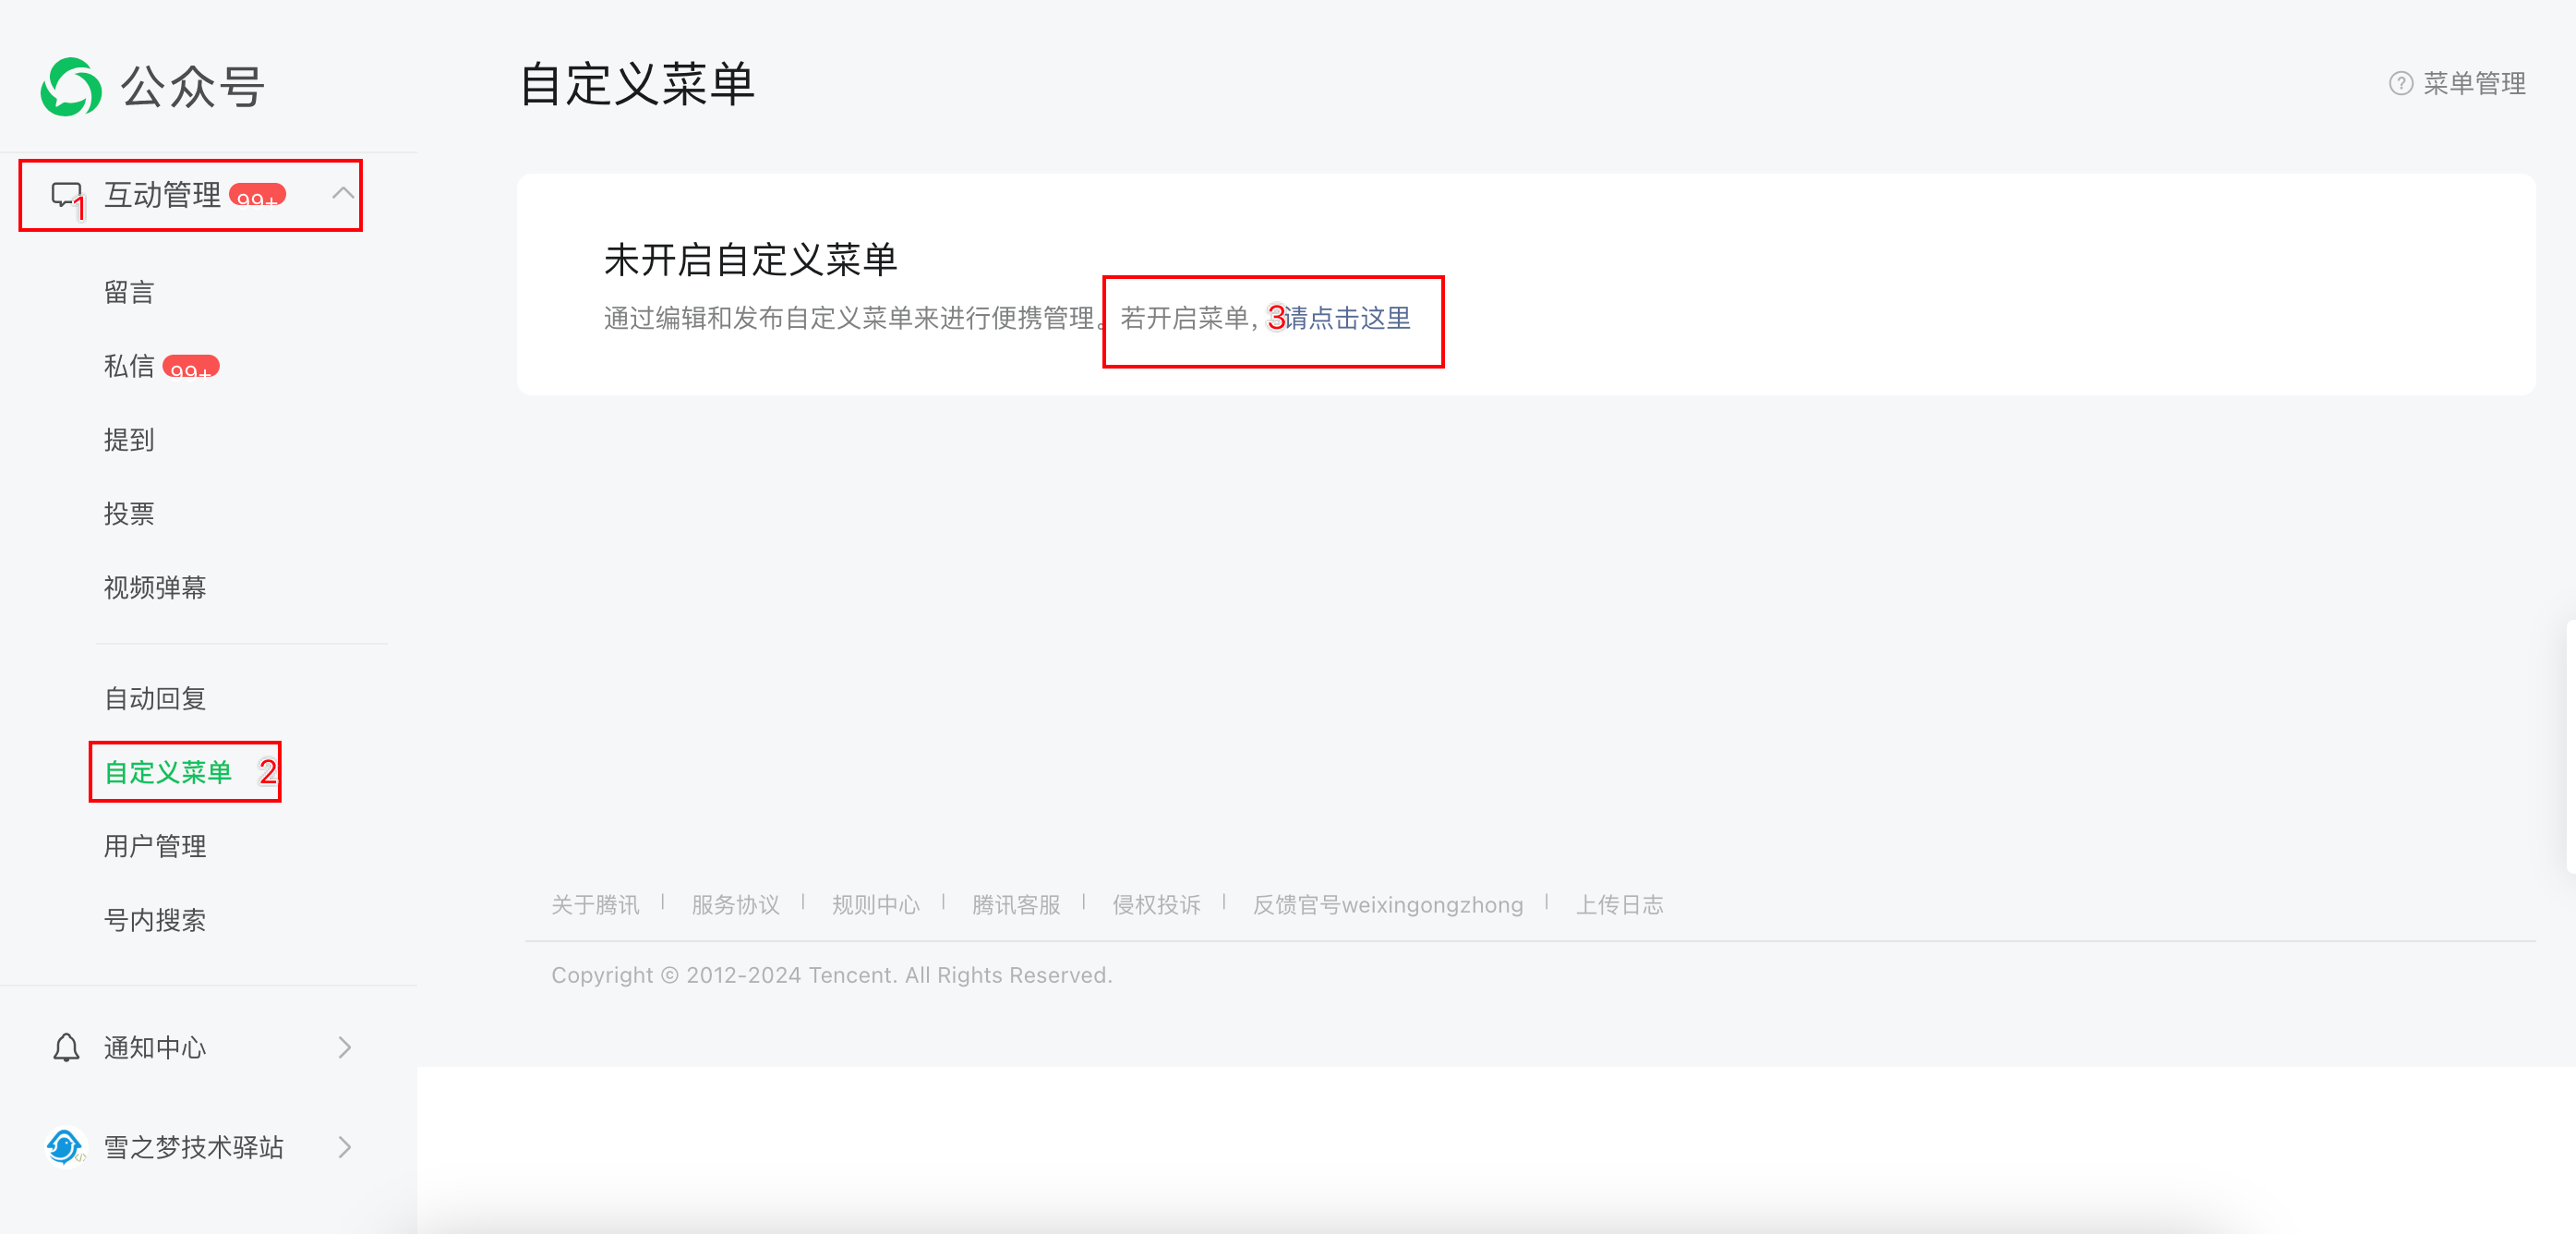 公众号
自定义菜单
菜单管理
1 互动管理 99+
留言
私信 99+
提到
投票
视频弹幕
自动回复
自定义菜单 2
用户管理
号内搜索
通知中心
雪之梦技术驿站
未开启自定义菜单
通过编辑和发布自定义菜单来进行便携管理。若开启菜单，3请点击这里
关于腾讯 | 服务协议 | 规则中心 | 腾讯客服 | 侵权投诉 | 反馈官号weixingongzhong | 上传日志
Copyright © 2012-2024 Tencent. All Rights Reserved.